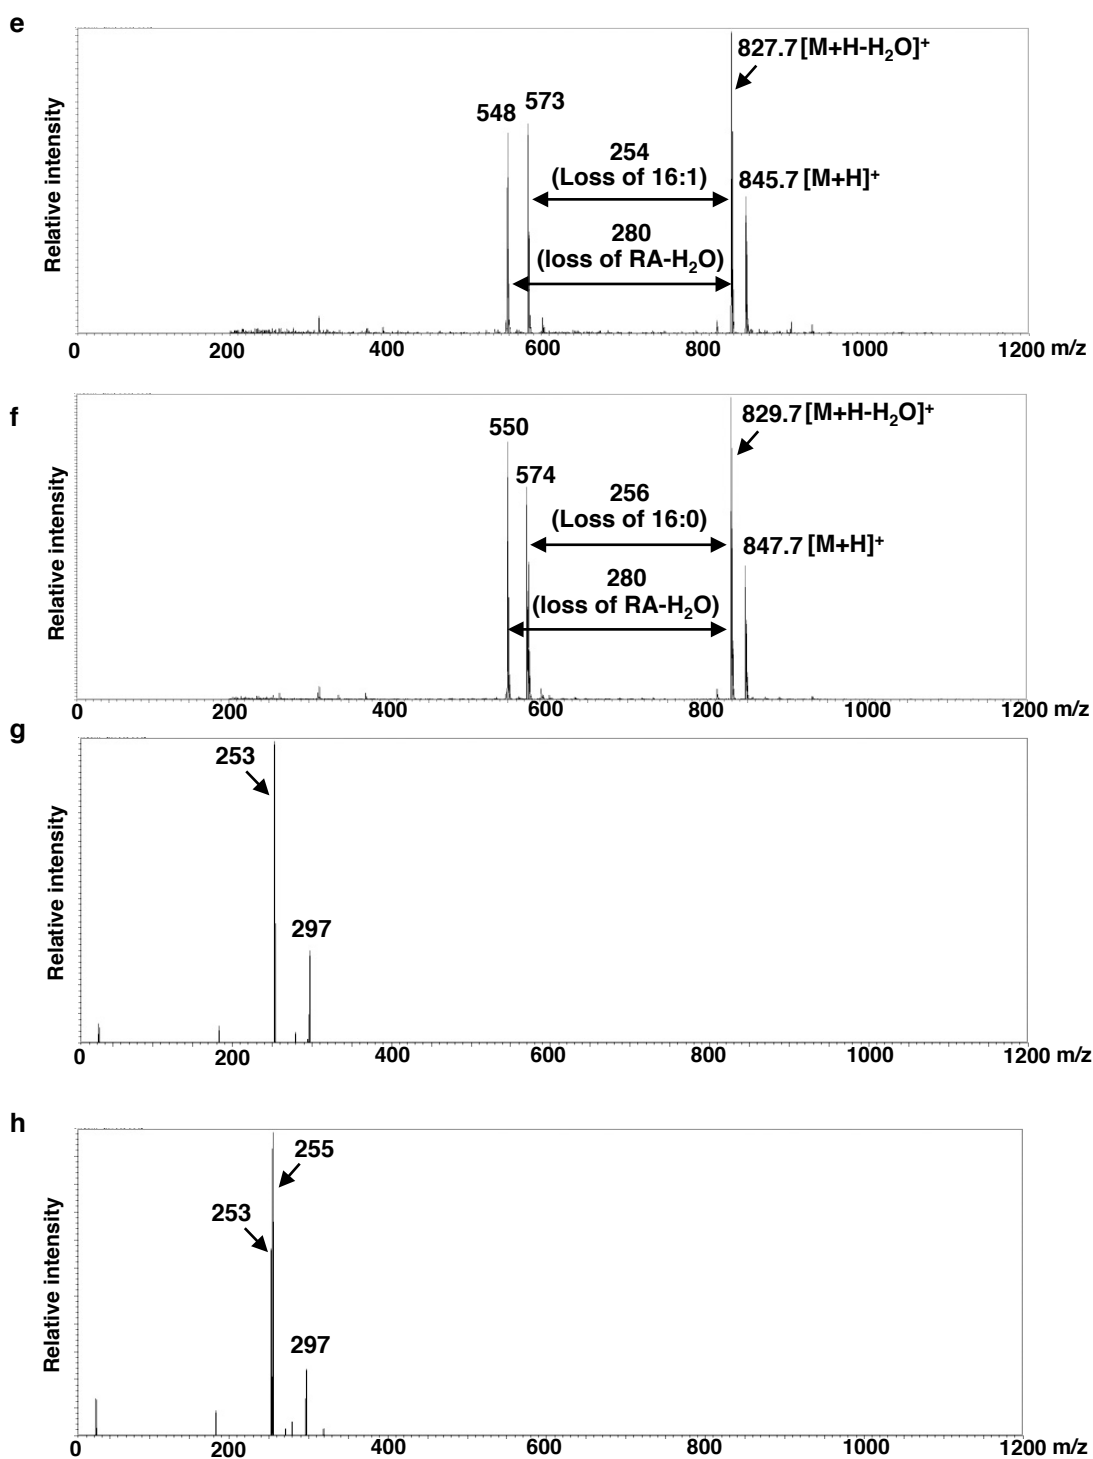 e
Relative intensity
827.7 [M+H-H₂O]⁺
548
573
254
(Loss of 16:1)
845.7 [M+H]⁺
280
(loss of RA-H₂O)
0 200 400 600 800 1000 1200 m/z
f
Relative intensity
829.7 [M+H-H₂O]⁺
550
574
256
(Loss of 16:0)
847.7 [M+H]⁺
280
(loss of RA-H₂O)
0 200 400 600 800 1000 1200 m/z
g
Relative intensity
253
297
0 200 400 600 800 1000 1200 m/z
h
Relative intensity
255
253
297
0 200 400 600 800 1000 1200 m/z